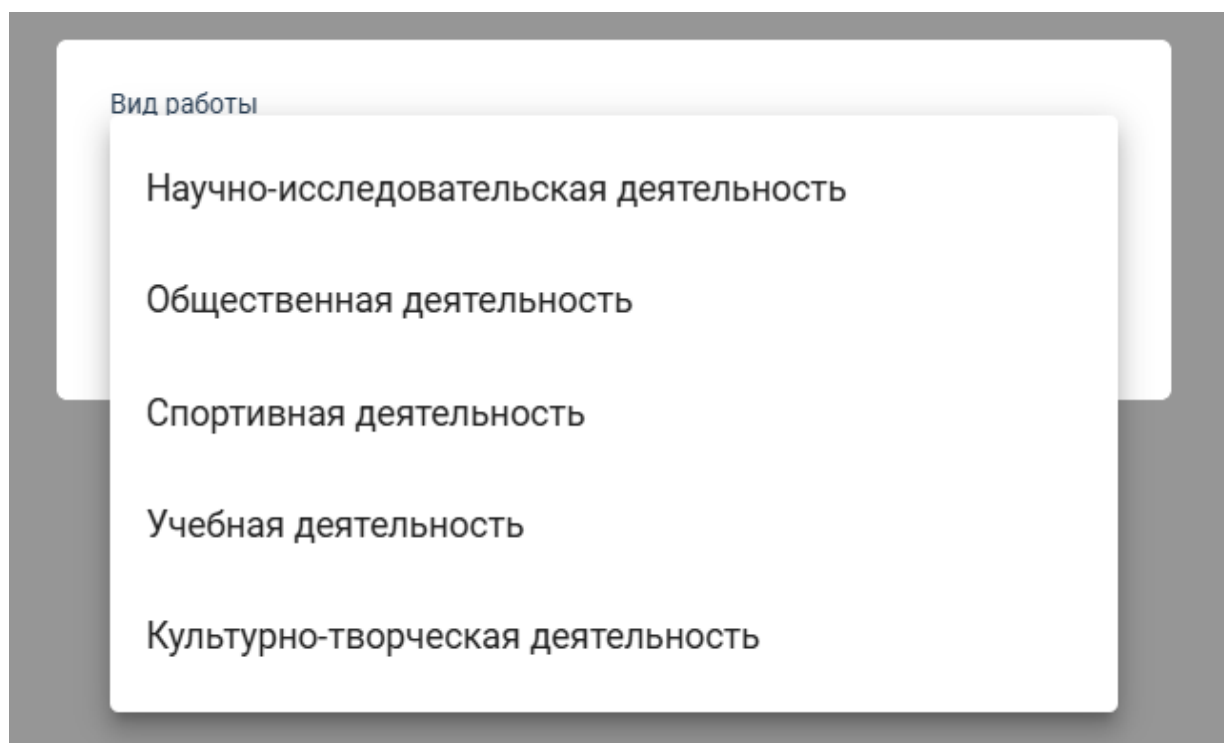 Вид работы
Научно-исследовательская деятельность
Общественная деятельность
Спортивная деятельность
Учебная деятельность
Культурно-творческая деятельность